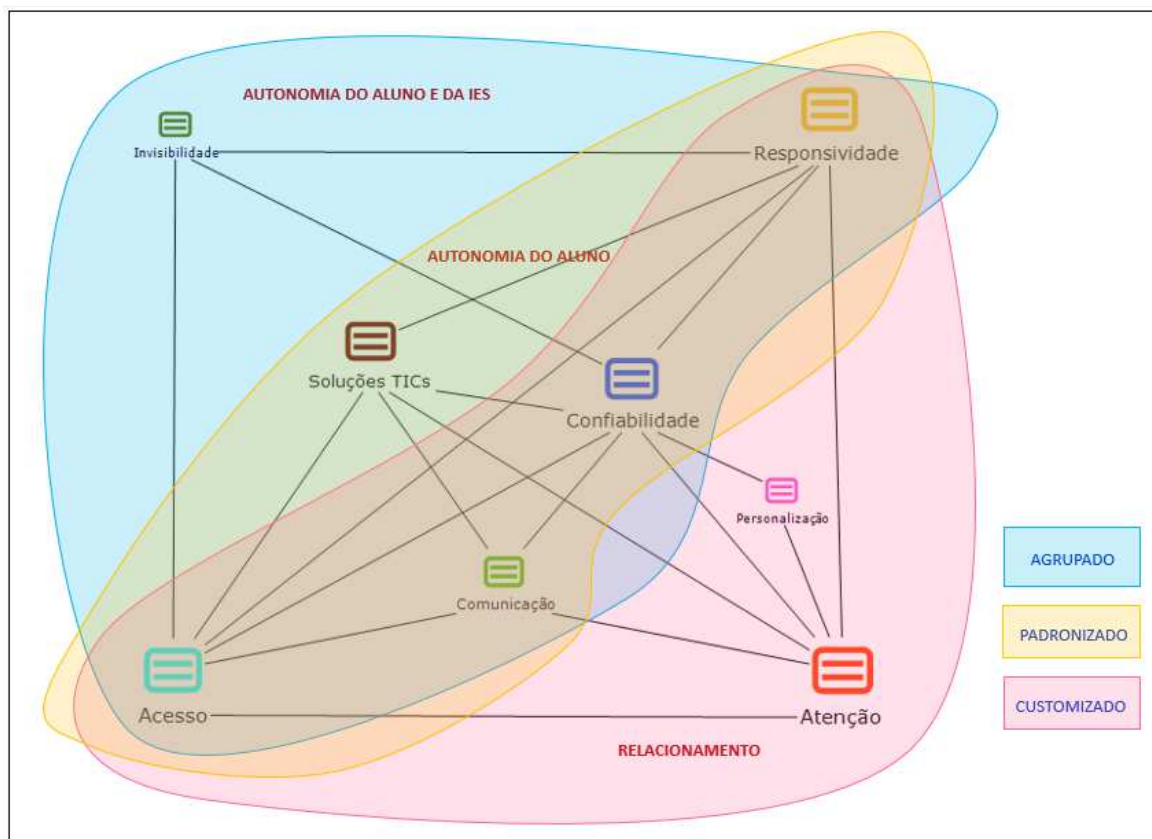 AUTONOMIA DO ALUNO E DA IES
Invisibilidade
Responsividade
AUTONOMIA DO ALUNO
Soluções TICs
Confiabilidade
Personalização
AGRUPADO
Comunicação
PADRONIZADO
Acesso
Atenção
CUSTOMIZADO
RELACIONAMENTO